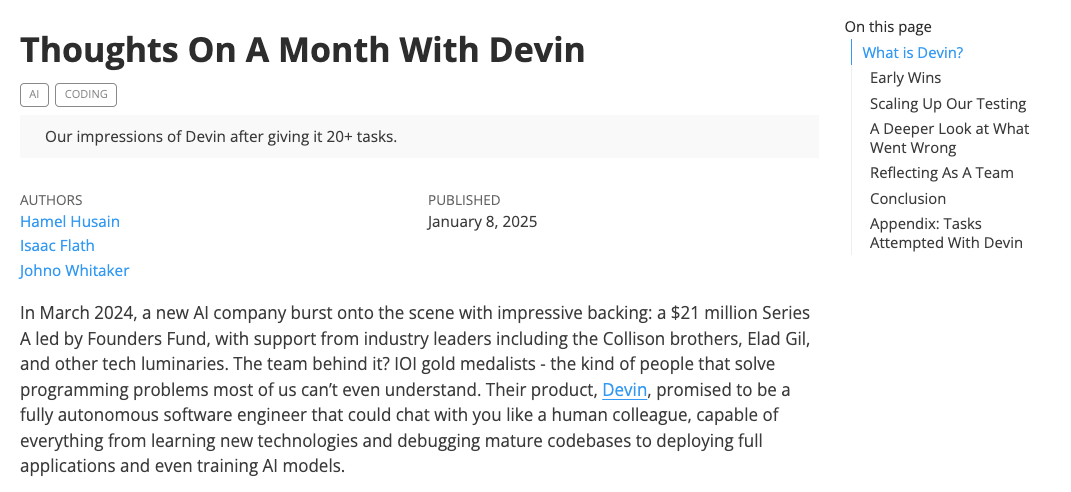 Thoughts On A Month With Devin
AI
CODING
Our impressions of Devin after giving it 20+ tasks.
AUTHORS
Hamel Husain
Isaac Flath
Johno Whitaker
PUBLISHED
January 8, 2025
In March 2024, a new AI company burst onto the scene with impressive backing: a $21 million Series
A led by Founders Fund, with support from industry leaders including the Collison brothers, Elad Gil,
and other tech luminaries. The team behind it? IOI gold medalists - the kind of people that solve
programming problems most of us can’t even understand. Their product, Devin, promised to be a
fully autonomous software engineer that could chat with you like a human colleague, capable of
everything from learning new technologies and debugging mature codebases to deploying full
applications and even training AI models.
On this page
What is Devin?
Early Wins
Scaling Up Our Testing
A Deeper Look at What
Went Wrong
Reflecting As A Team
Conclusion
Appendix: Tasks
Attempted With Devin